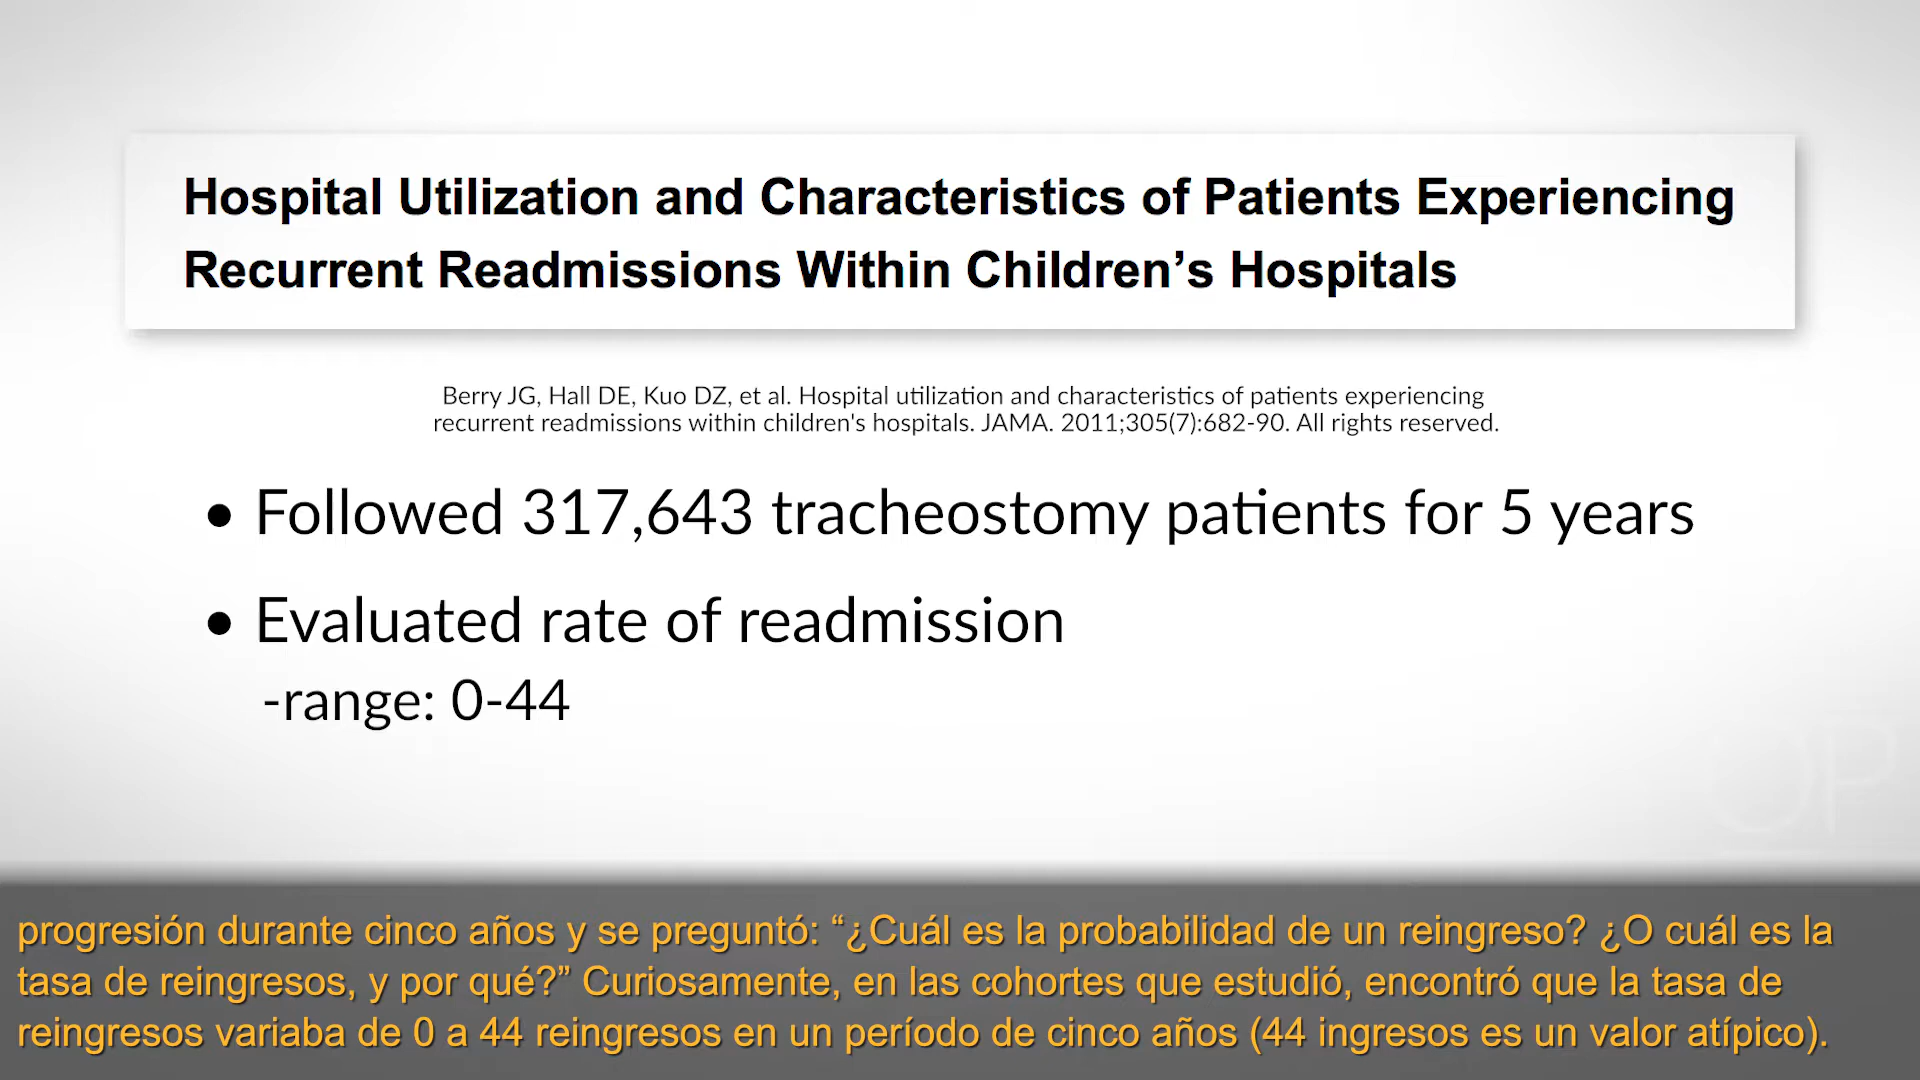 Hospital Utilization and Characteristics of Patients Experiencing
Recurrent Readmissions Within Children’s Hospitals
Berry JG, Hall DE, Kuo DZ, et al. Hospital utilization and characteristics of patients experiencing
recurrent readmissions within children's hospitals. JAMA. 2011;305(7):682-90. All rights reserved.
• Followed 317,643 tracheostomy patients for 5 years
• Evaluated rate of readmission
-range: 0-44
OP
progresión durante cinco años y se preguntó: “¿Cuál es la probabilidad de un reingreso? ¿O cuál es la
tasa de reingresos, y por qué?” Curiosamente, en las cohortes que estudió, encontró que la tasa de
reingresos variaba de 0 a 44 reingresos en un período de cinco años (44 ingresos es un valor atípico).